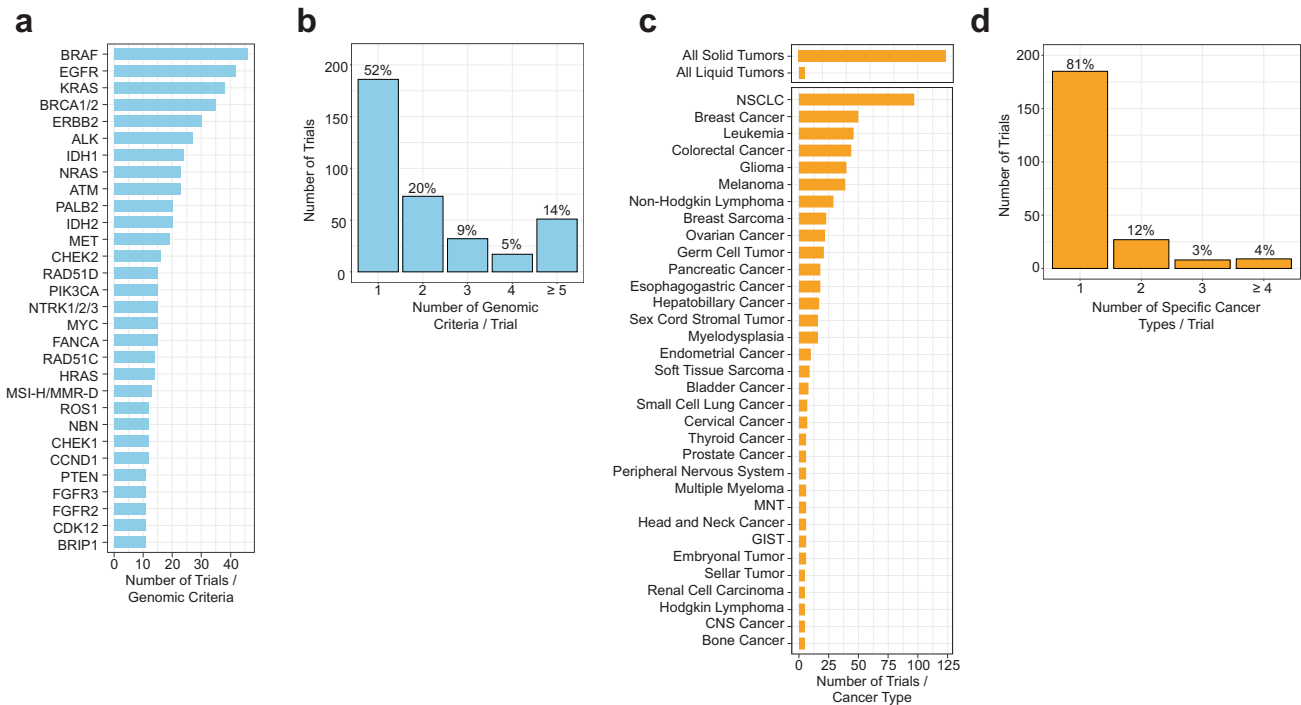 a
BRAF
EGFR
KRAS
BRCA1/2
ERBB2
ALK
IDH1
NRAS
ATM
PALB2
IDH2
MET
CHEK2
RAD51D
PIK3CA
NTRK1/2/3
MYC
FANCA
RAD51C
HRAS
MSI-H/MMR-D
ROS1
NBN
CHEK1
CCND1
PTEN
FGFR3
FGFR2
CDK12
BRIP1
0 10 20 30 40
Number of Trials /
Genomic Criteria
b
Number of Trials
200
150
100
50
0
52%
20%
9%
5%
14%
1 2 3 4 ≥ 5
Number of Genomic
Criteria / Trial
c
All Solid Tumors
All Liquid Tumors
NSCLC
Breast Cancer
Leukemia
Colorectal Cancer
Glioma
Melanoma
Non-Hodgkin Lymphoma
Breast Sarcoma
Ovarian Cancer
Germ Cell Tumor
Pancreatic Cancer
Esophagogastric Cancer
Hepatobillary Cancer
Sex Cord Stromal Tumor
Myelodysplasia
Endometrial Cancer
Soft Tissue Sarcoma
Bladder Cancer
Small Cell Lung Cancer
Cervical Cancer
Thyroid Cancer
Prostate Cancer
Peripheral Nervous System
Multiple Myeloma
MNT
Head and Neck Cancer
GIST
Embryonal Tumor
Sellar Tumor
Renal Cell Carcinoma
Hodgkin Lymphoma
CNS Cancer
Bone Cancer
0 25 50 75 100 125
Number of Trials /
Cancer Type
d
Number of Trials
200
150
100
50
0
81%
12%
3%
4%
1 2 3 ≥ 4
Number of Specific Cancer
Types / Trial